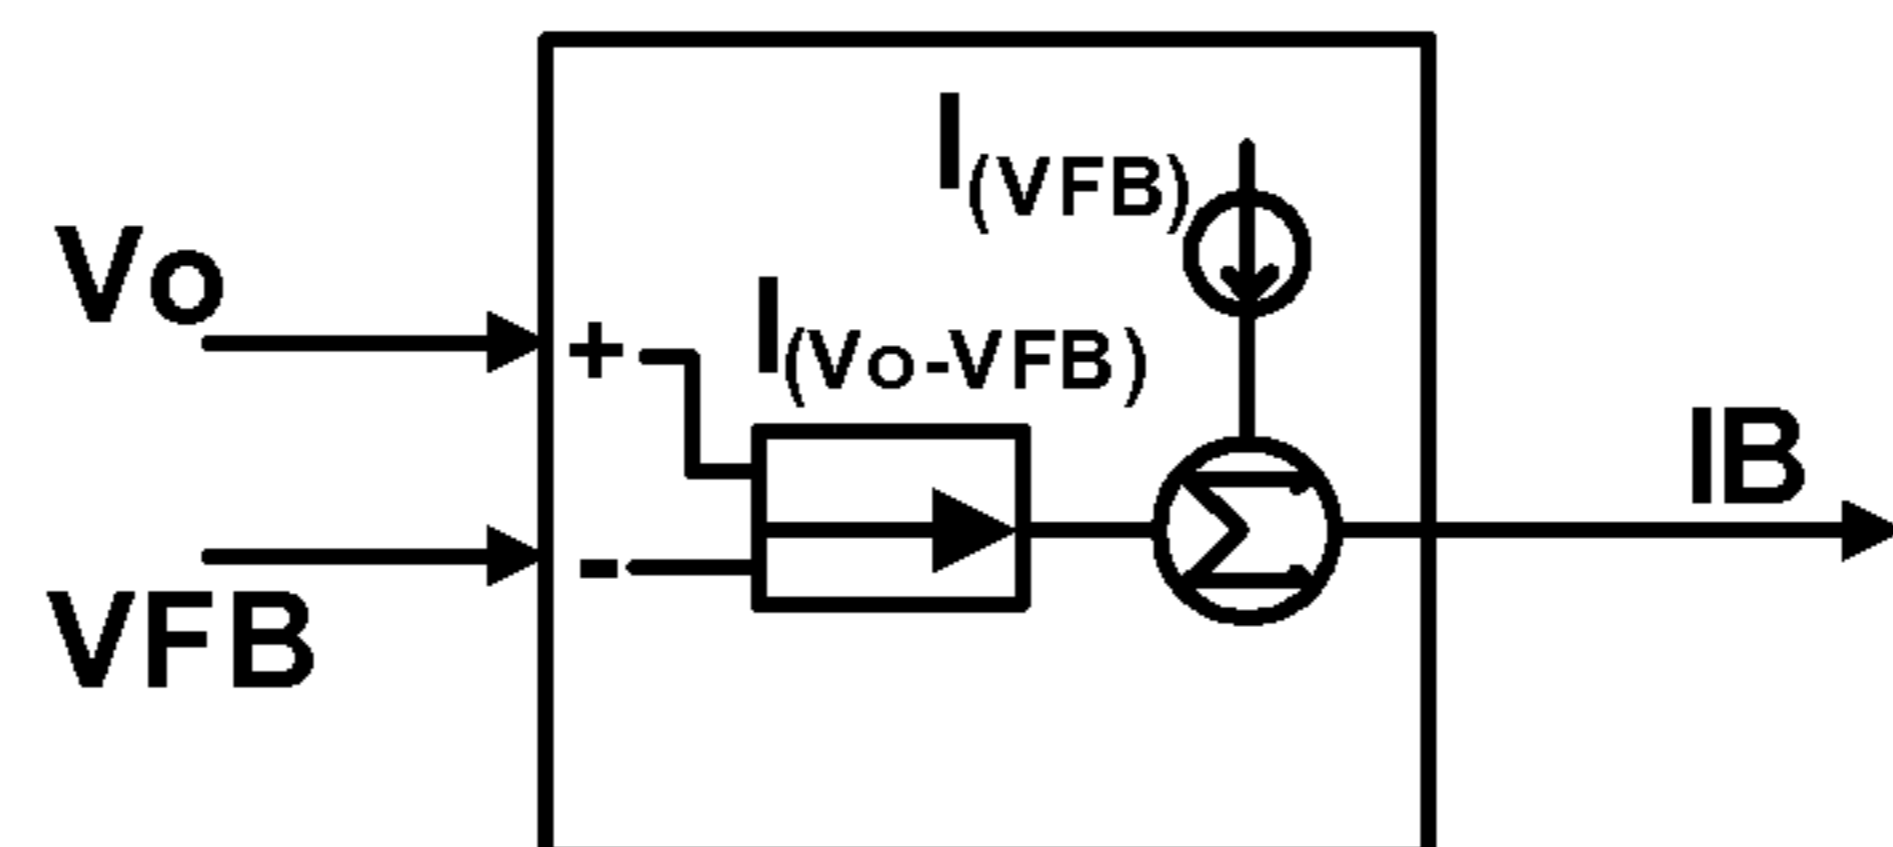 I(VFB)
Vo
+
I(Vo-VFB)
IB
-
Σ
VFB